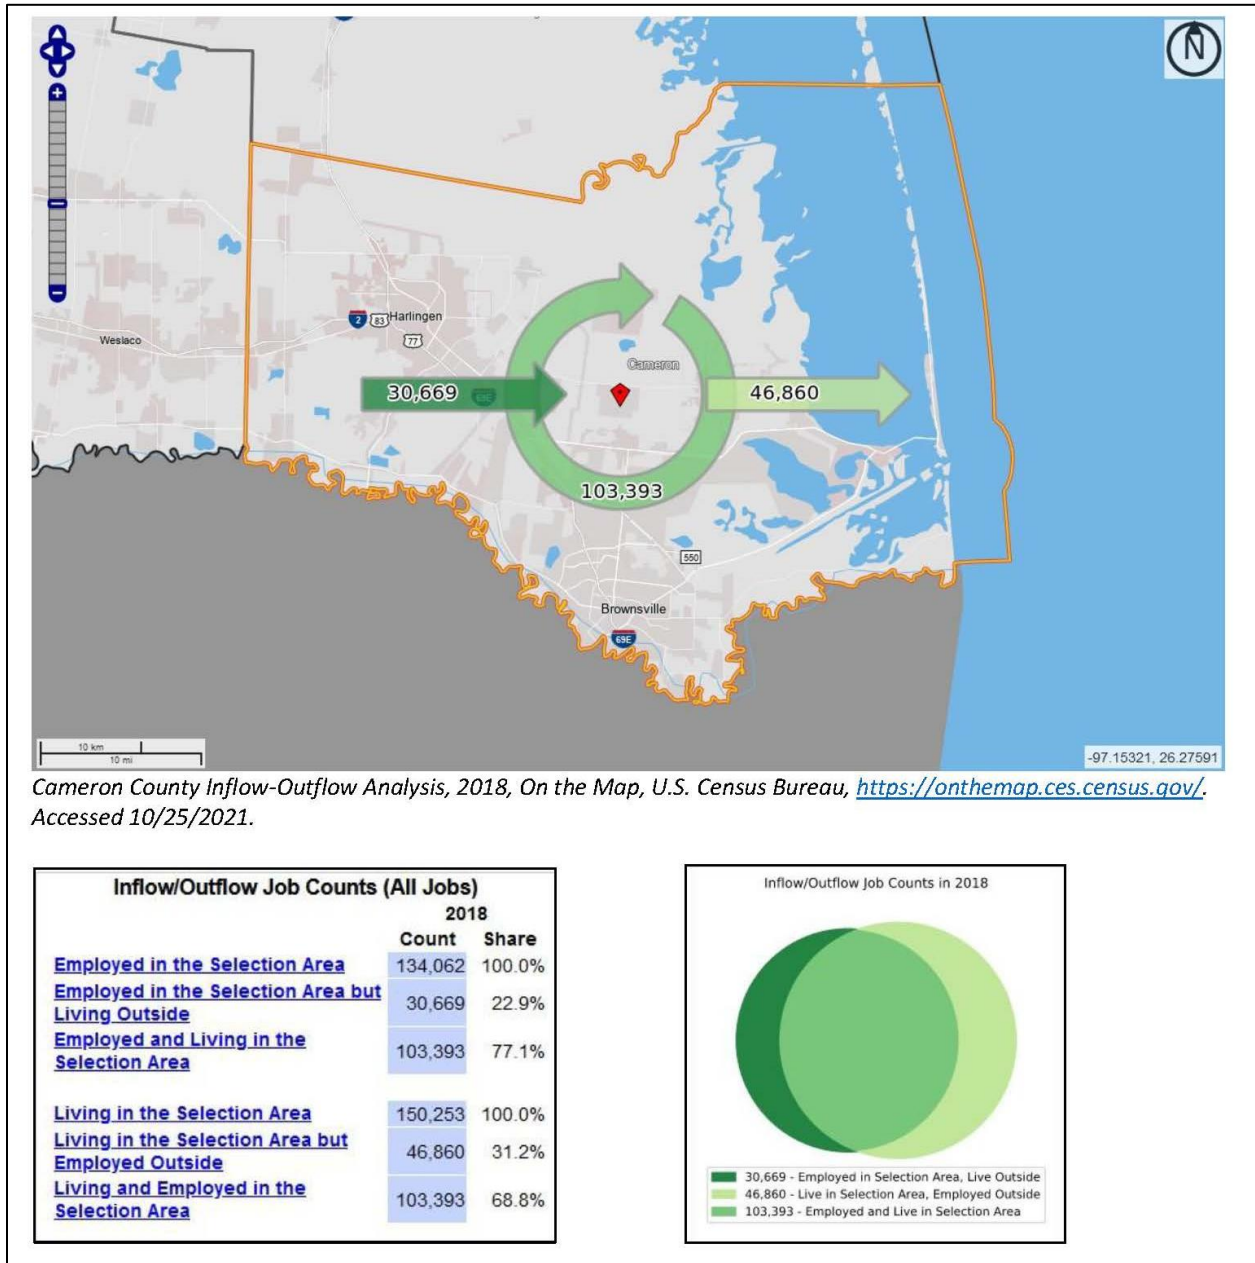 N
2
83
Harlingen
77
Weslaco
Cameron
30,669
69E
46,860
103,393
550
Brownsville
69E
10 km
10 mi
-97.15321, 26.27591
Cameron County Inflow-Outflow Analysis, 2018, On the Map, U.S. Census Bureau, https://onthemap.ces.census.gov/.
Accessed 10/25/2021.
Inflow/Outflow Job Counts (All Jobs)
2018
Count Share
Employed in the Selection Area 134,062 100.0%
Employed in the Selection Area but
Living Outside 30,669 22.9%
Employed and Living in the
Selection Area 103,393 77.1%
Living in the Selection Area 150,253 100.0%
Living in the Selection Area but
Employed Outside 46,860 31.2%
Living and Employed in the
Selection Area 103,393 68.8%
Inflow/Outflow Job Counts in 2018
30,669 - Employed in Selection Area, Live Outside
46,860 - Live in Selection Area, Employed Outside
103,393 - Employed and Live in Selection Area